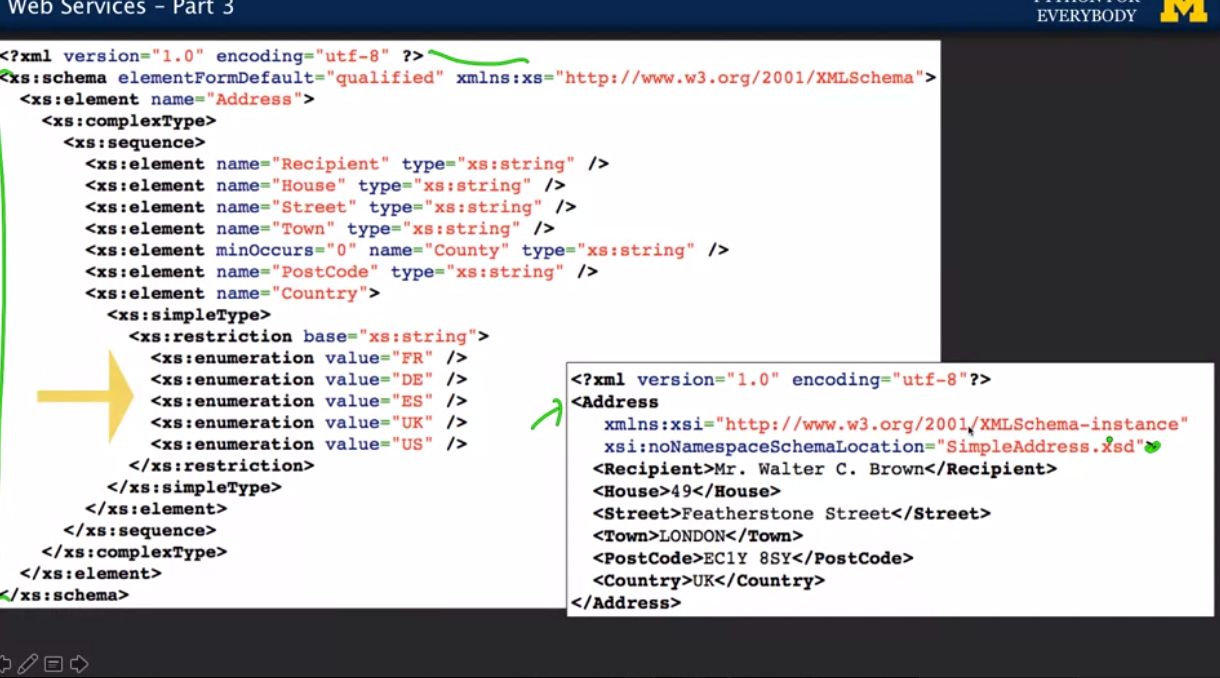 Web Services - Part 3
EVERYBODY
<?xml version="1.0" encoding="utf-8" ?>
<xs:schema elementFormDefault="qualified" xmlns:xs="http://www.w3.org/2001/XMLSchema">
<xs:element name="Address">
<xs:complexType>
<xs:sequence>
<xs:element name="Recipient" type="xs:string" />
<xs:element name="House" type="xs:string" />
<xs:element name="Street" type="xs:string" />
<xs:element name="Town" type="xs:string" />
<xs:element minOccurs="0" name="County" type="xs:string" />
<xs:element name="PostCode" type="xs:string" />
<xs:element name="Country">
<xs:simpleType>
<xs:restriction base="xs:string">
<xs:enumeration value="FR" />
<xs:enumeration value="DE" />
<xs:enumeration value="ES" />
<xs:enumeration value="UK" />
<xs:enumeration value="US" />
</xs:restriction>
</xs:simpleType>
</xs:element>
</xs:sequence>
</xs:complexType>
</xs:element>
</xs:schema>
<?xml version="1.0" encoding="utf-8"?>
<Address
xmlns:xsi="http://www.w3.org/2001/XMLSchema-instance"
xsi:noNamespaceSchemaLocation="SimpleAddress.xsd">
<Recipient>Mr. Walter C. Brown</Recipient>
<House>49</House>
<Street>Featherstone Street</Street>
<Town>LONDON</Town>
<PostCode>EC1Y 8SY</PostCode>
<Country>UK</Country>
</Address>